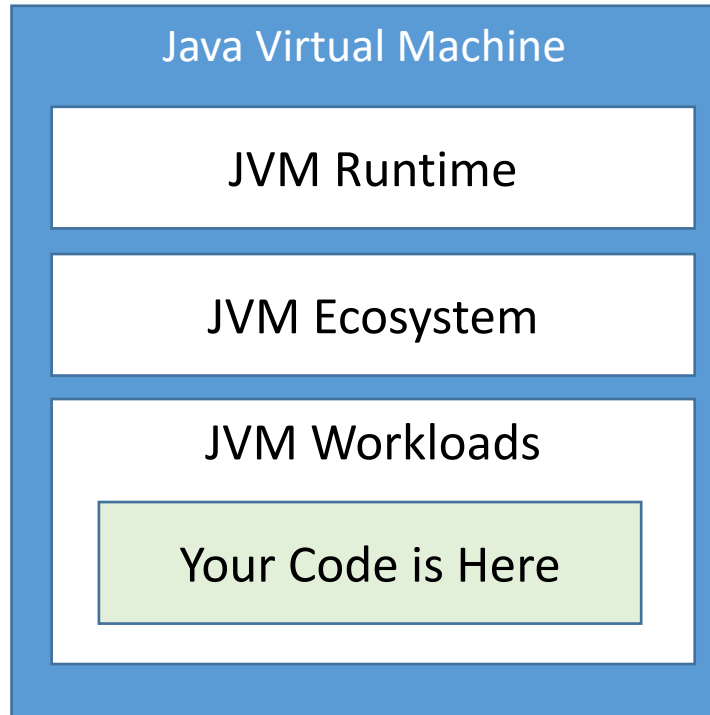 Java Virtual Machine
JVM Runtime
JVM Ecosystem
JVM Workloads
Your Code is Here